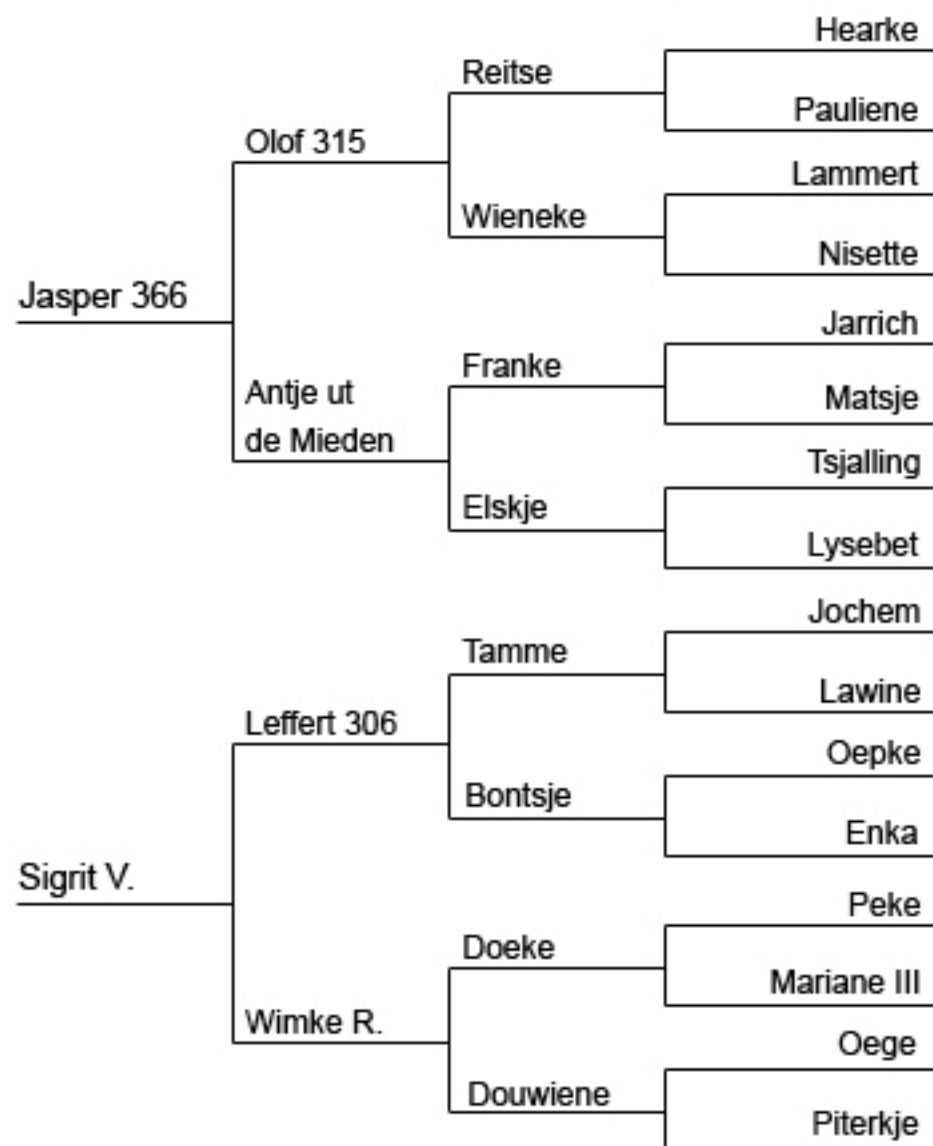 Hearke
Reitse
Pauliene
Olof 315
Lammert
Wieneke
Nisette
Jasper 366
Jarrich
Franke
Antje ut
Matsje
de Mieden
Tsjalling
Elskje
Lysebet
Jochem
Tamme
Lawine
Leffert 306
Oepke
Bontsje
Enka
Sigrit V.
Peke
Doeke
Mariane III
Wimke R.
Oege
Douwiene
Piterkje